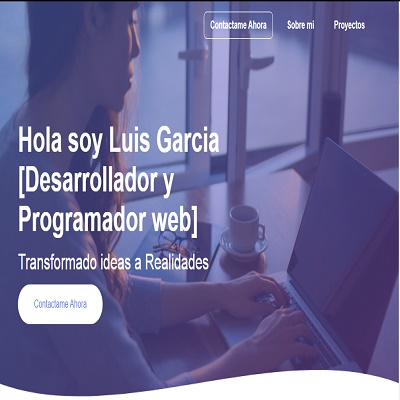 Contactame Ahora
Sobre mi
Proyectos
Hola soy Luis Garcia
[Desarrollador y
Programador web]
Transformado ideas a Realidades
Contactame Ahora